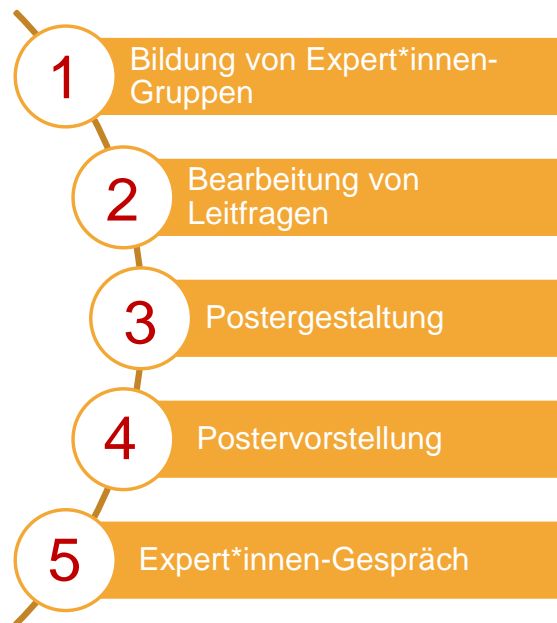 1
Bildung von Expert*innen-
Gruppen
2
Bearbeitung von
Leitfragen
3
Postergestaltung
4
Postervorstellung
5
Expert*innen-Gespräch